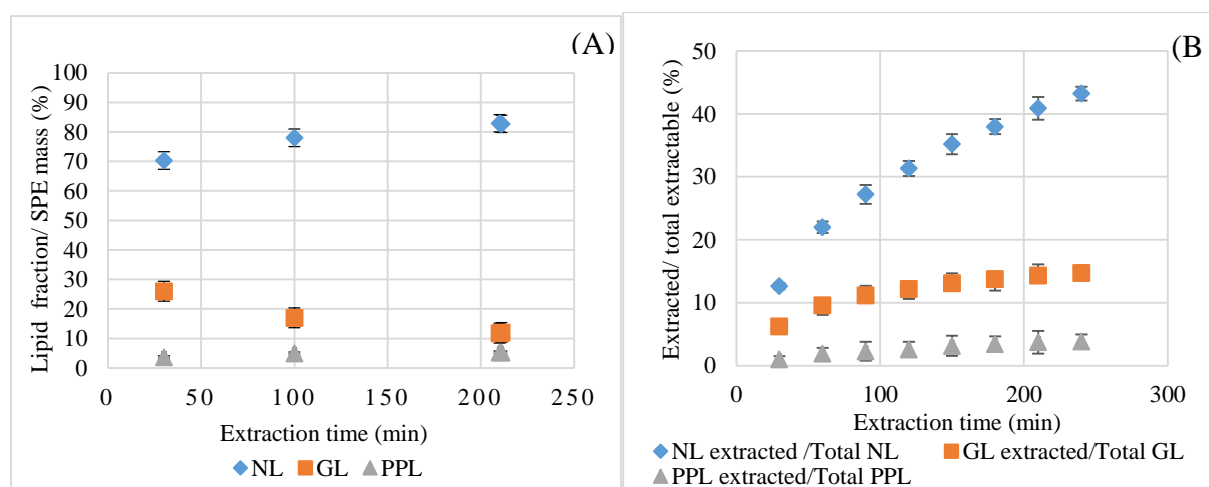 (A)
Lipid fraction/ SPE mass (%)
100
90
80
70
60
50
40
30
20
10
0
0 50 100 150 200 250
Extraction time (min)
NL GL PPL
(B
Extracted/ total extractable (%)
50
40
30
20
10
0
0 100 200 300
Extraction time (min)
NL extracted /Total NL GL extracted/Total GL
PPL extracted/Total PPL